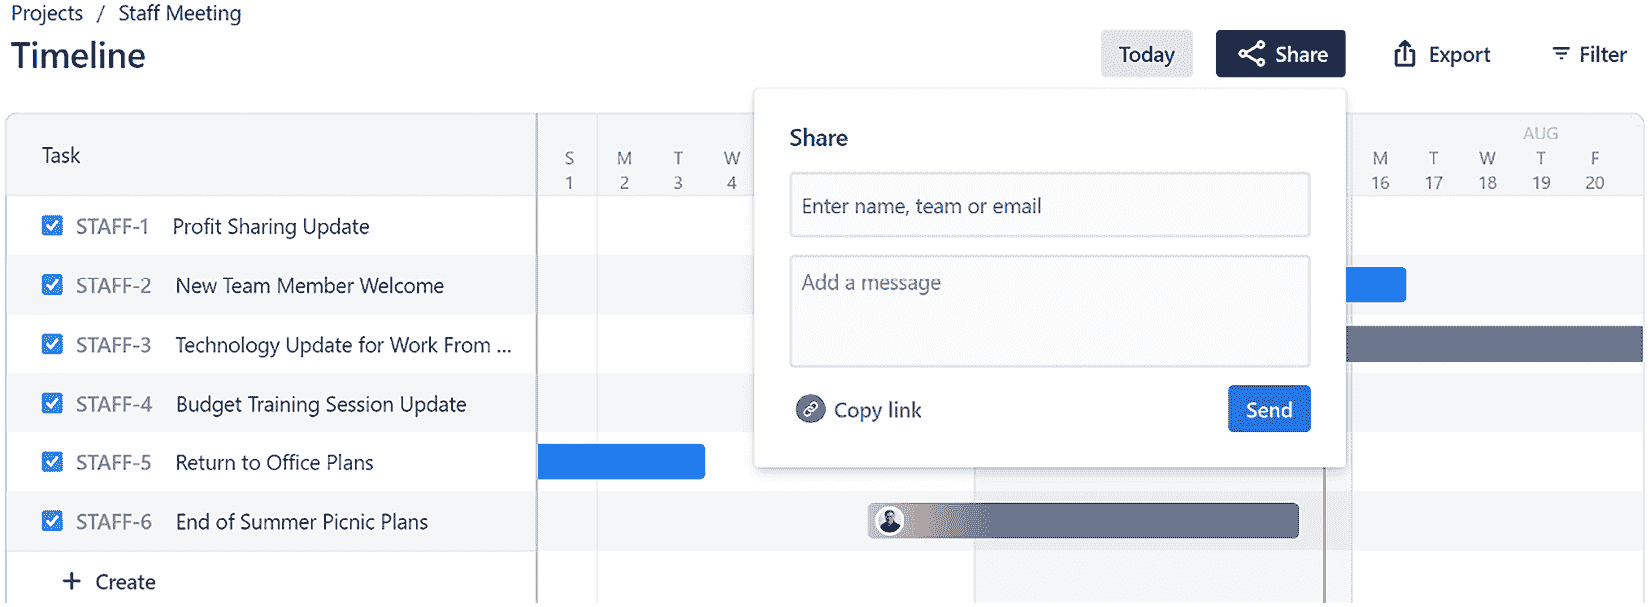 Projects / Staff Meeting
Timeline
Today Share Export Filter
Share
Enter name, team or email
Add a message
Copy link Send
Task
AUG
S M T W M T W T F
1 2 3 4 16 17 18 19 20
STAFF-1 Profit Sharing Update
STAFF-2 New Team Member Welcome
STAFF-3 Technology Update for Work From ...
STAFF-4 Budget Training Session Update
STAFF-5 Return to Office Plans
STAFF-6 End of Summer Picnic Plans
+ Create